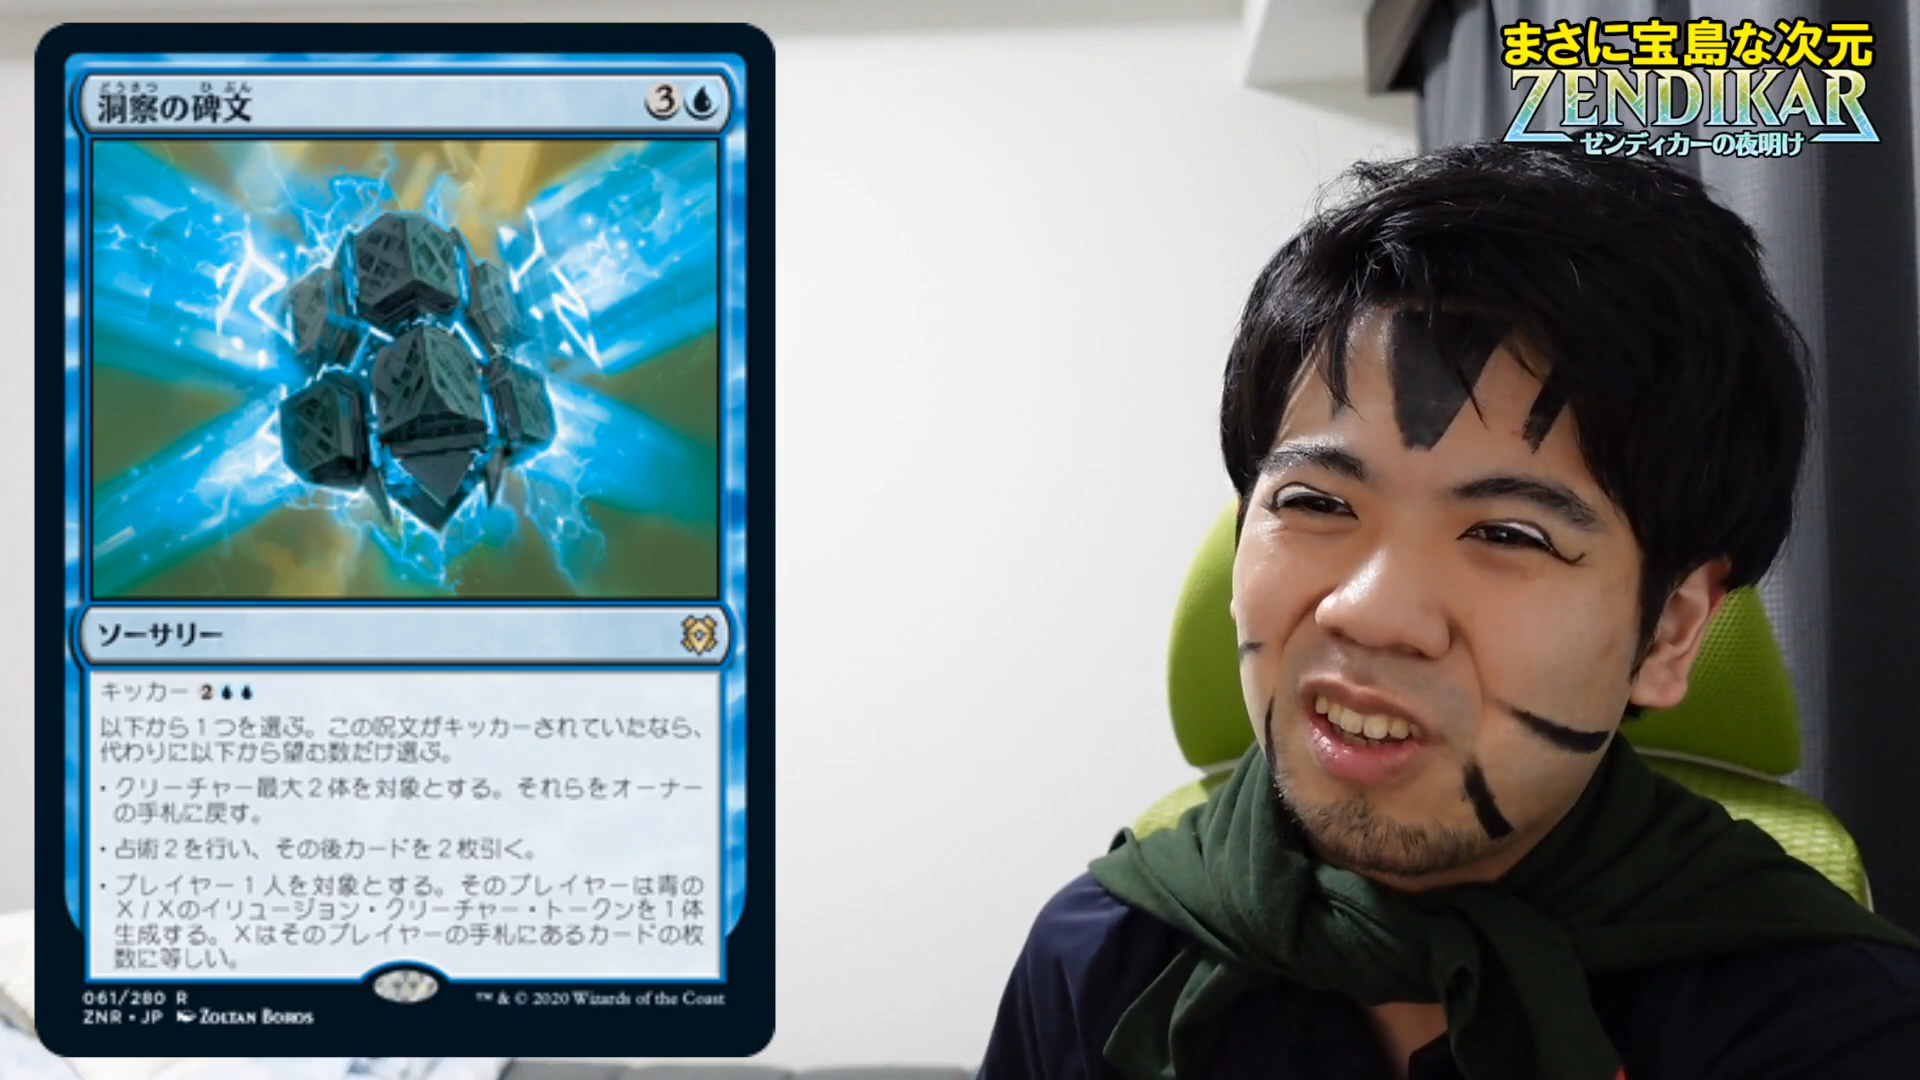 どうさつ ひぶん
洞察の碑文
3
ソーサリー
キッカー 2
以下から1つを選ぶ。この呪文がキッカーされていたなら、
代わりに以下から望む数だけ選ぶ。
・クリーチャー最大2体を対象とする。それらをオーナー
の手札に戻す。
・占術2を行い、その後カードを2枚引く。
・プレイヤー1人を対象とする。そのプレイヤーは青の
X/Xのイリュージョン・クリーチャー・トークンを1体
生成する。Xはそのプレイヤーの手札にあるカードの枚
数に等しい。
061/280 R
ZNR・JP ZOLTAN BOROS
™ & © 2020 Wizards of the Coast
まさに宝島な次元
ZENDIKAR
ゼンディカーの夜明け